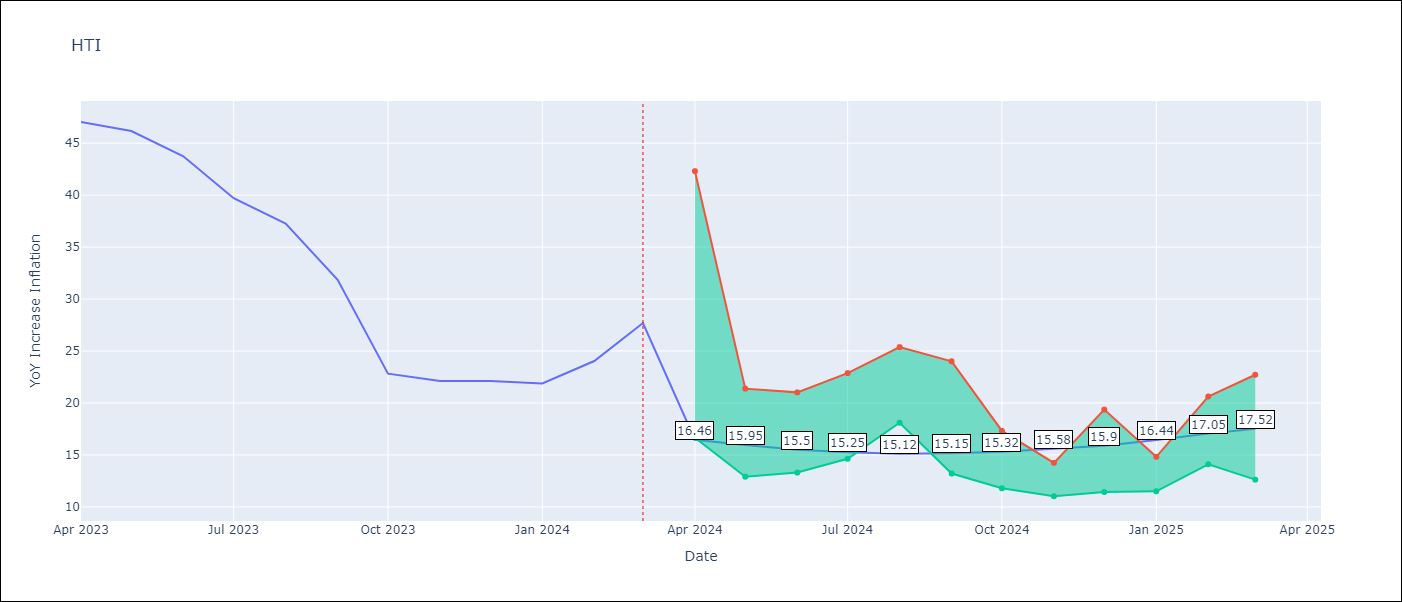 HTI
YoY Increase Inflation
45
40
35
30
25
20
15
10
16.46
15.95
15.5
15.25
15.12
15.15
15.32
15.58
15.9
16.44
17.05
17.52
Apr 2023
Jul 2023
Oct 2023
Jan 2024
Apr 2024
Jul 2024
Oct 2024
Jan 2025
Apr 2025
Date